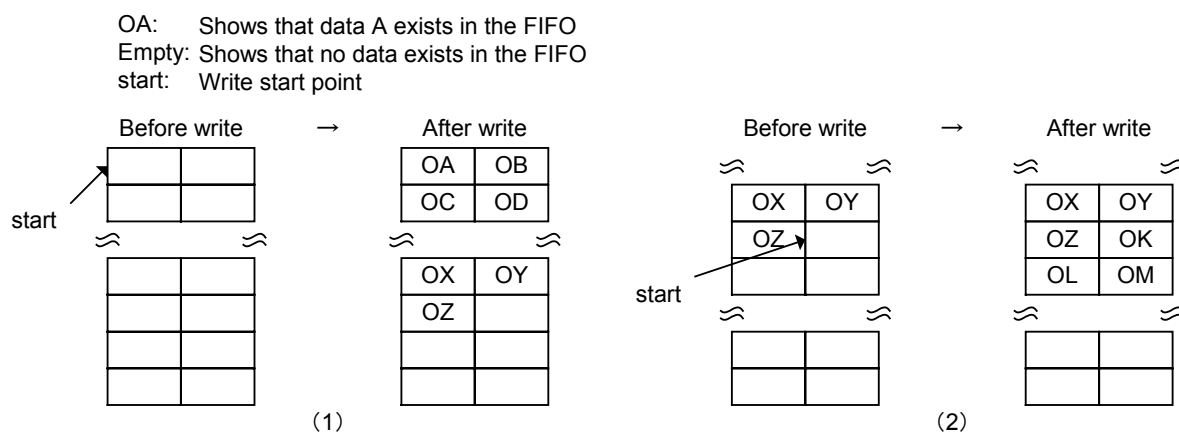 OA: Shows that data A exists in the FIFO
Empty: Shows that no data exists in the FIFO
start: Write start point
Before write → After write
OA OB
OC OD
start
OX OY
OZ
(1)
Before write → After write
OX OY OX OY
OZ OZ OK
OL OM
start
(2)